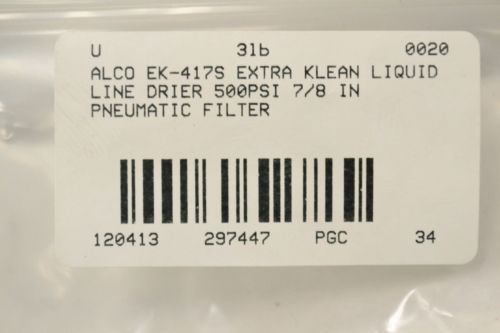 U 31b 0020
ALCO EK-417S EXTRA KLEAN LIQUID
LINE DRIER 500PSI 7/8 IN
PNEUMATIC FILTER
120413 297447 PGC 34